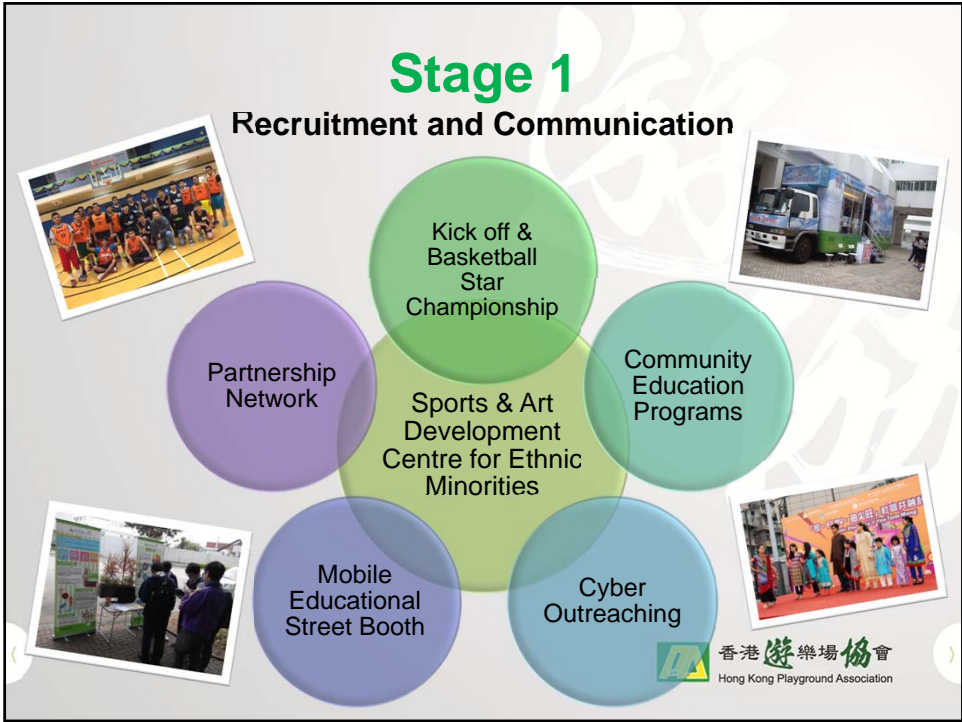 Stage 1
Recruitment and Communication
Kick off &
Basketball
Star
Championship
Partnership
Network
Community
Education
Programs
Sports & Art
Development
Centre for Ethnic
Minorities
Mobile
Educational
Street Booth
Cyber
Outreaching
香港游樂場協會
Hong Kong Playground Association